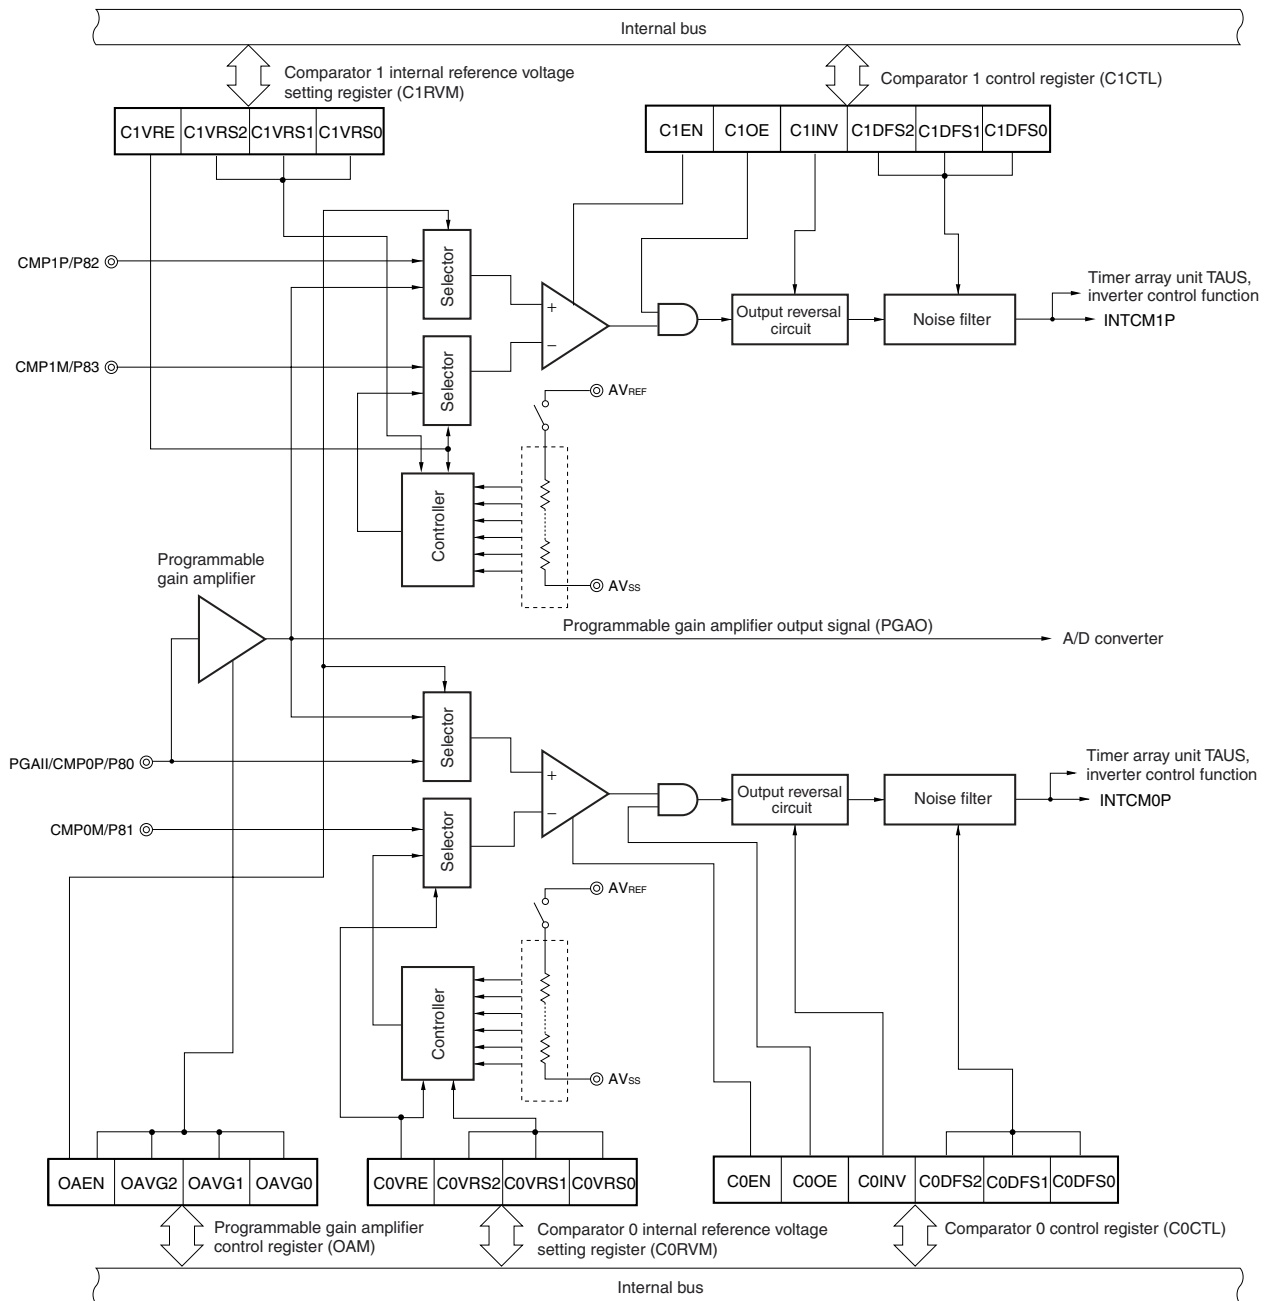 Internal bus
Comparator 1 internal reference voltage
setting register (C1RVM)
Comparator 1 control register (C1CTL)
C1VRE C1VRS2 C1VRS1 C1VRS0
C1EN C1OE C1INV C1DFS2 C1DFS1 C1DFS0
CMP1P/P82
Selector
+
−
Output reversal
circuit
Noise filter
Timer array unit TAUS,
inverter control function
INTCM1P
CMP1M/P83
Selector
AVREF
Controller
AVSS
Programmable
gain amplifier
Programmable gain amplifier output signal (PGAO)
A/D converter
PGAII/CMP0P/P80
Selector
+
−
Output reversal
circuit
Noise filter
Timer array unit TAUS,
inverter control function
INTCM0P
CMP0M/P81
Selector
AVREF
Controller
AVSS
OAEN OAVG2 OAVG1 OAVG0
C0VRE C0VRS2 C0VRS1 C0VRS0
C0EN C0OE C0INV C0DFS2 C0DFS1 C0DFS0
Programmable gain amplifier
control register (OAM)
Comparator 0 internal reference voltage
setting register (C0RVM)
Comparator 0 control register (C0CTL)
Internal bus